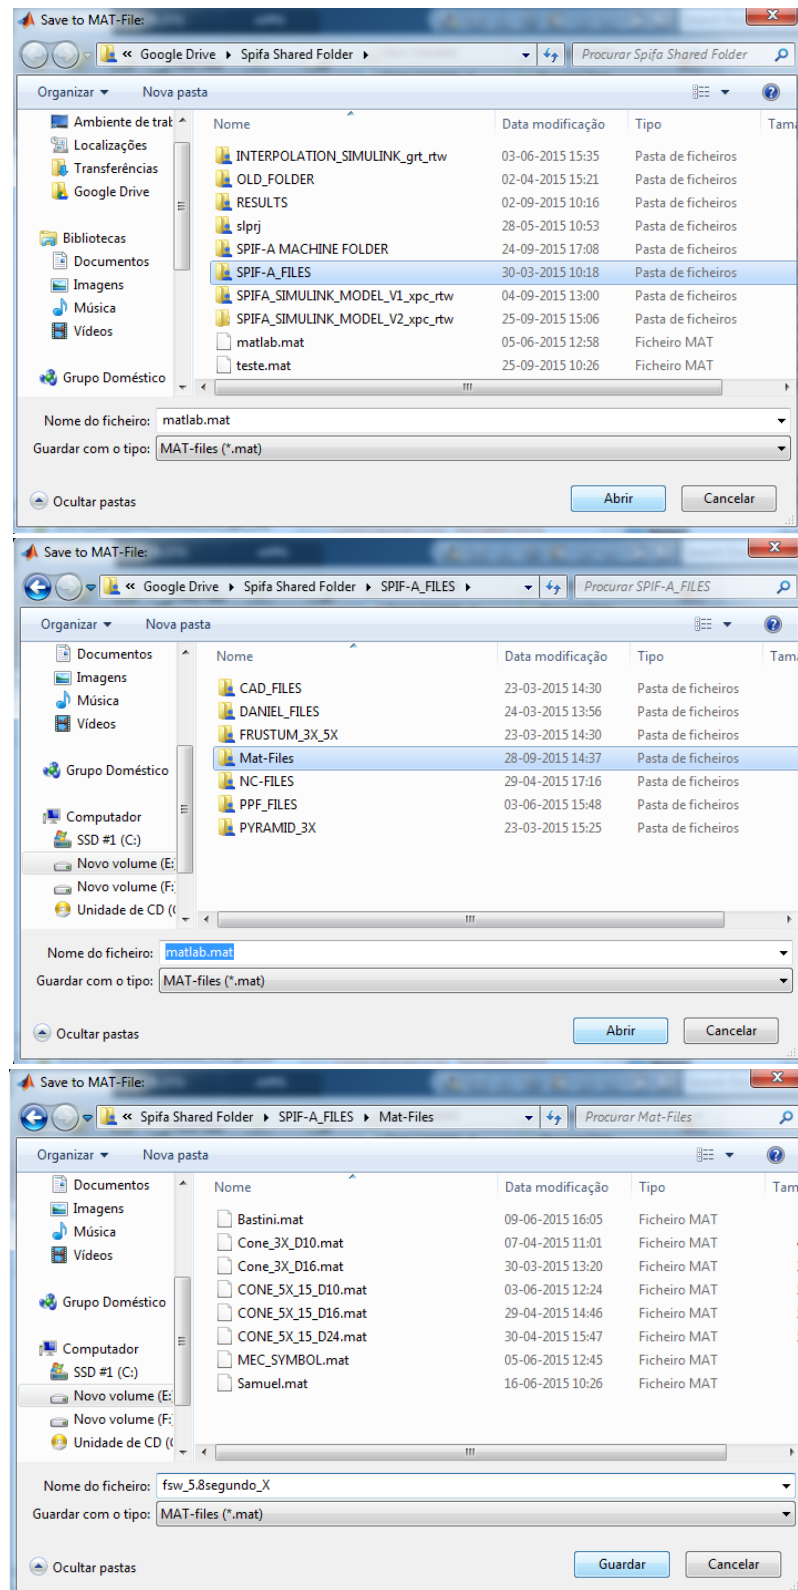 Save to MAT-File:
« Google Drive ▸ Spifa Shared Folder ▸ Procurar Spifa Shared Folder
Organizar Nova pasta
Ambiente de trab Nome Data modificação Tipo Tama
Localizações INTERPOLATION_SIMULINK_grt_rtw 03-06-2015 15:35 Pasta de ficheiros
Transferências OLD_FOLDER 02-04-2015 15:21 Pasta de ficheiros
Google Drive RESULTS 02-09-2015 10:16 Pasta de ficheiros
slprj 28-05-2015 10:53 Pasta de ficheiros
Bibliotecas SPIF-A MACHINE FOLDER 24-09-2015 17:08 Pasta de ficheiros
Documentos SPIF-A_FILES 30-03-2015 10:18 Pasta de ficheiros
Imagens SPIFA_SIMULINK_MODEL_V1_xpc_rtw 04-09-2015 13:00 Pasta de ficheiros
Música SPIFA_SIMULINK_MODEL_V2_xpc_rtw 25-09-2015 15:06 Pasta de ficheiros
Vídeos matlab.mat 05-06-2015 12:58 Ficheiro MAT
Grupo Doméstico teste.mat 25-09-2015 10:26 Ficheiro MAT
Nome do ficheiro: matlab.mat
Guardar com o tipo: MAT-files (*.mat)
Ocultar pastas Abrir Cancelar
Save to MAT-File:
« Google Drive ▸ Spifa Shared Folder ▸ SPIF-A_FILES ▸ Procurar SPIF-A_FILES
Organizar Nova pasta
Documentos Nome Data modificação Tipo Tama
Imagens CAD_FILES 23-03-2015 14:30 Pasta de ficheiros
Música DANIEL_FILES 24-03-2015 13:56 Pasta de ficheiros
Vídeos FRUSTUM_3X_5X 23-03-2015 14:30 Pasta de ficheiros
Grupo Doméstico Mat-Files 28-09-2015 14:37 Pasta de ficheiros
NC-FILES 29-04-2015 17:16 Pasta de ficheiros
Computador PPF_FILES 03-06-2015 15:48 Pasta de ficheiros
SSD #1 (C:) PYRAMID_3X 23-03-2015 15:25 Pasta de ficheiros
Novo volume (E:
Novo volume (F:
Unidade de CD (
Nome do ficheiro: matlab.mat
Guardar com o tipo: MAT-files (*.mat)
Ocultar pastas Abrir Cancelar
Save to MAT-File:
« Spifa Shared Folder ▸ SPIF-A_FILES ▸ Mat-Files Procurar Mat-Files
Organizar Nova pasta
Documentos Nome Data modificação Tipo Tam
Imagens Bastini.mat 09-06-2015 16:05 Ficheiro MAT
Música Cone_3X_D10.mat 07-04-2015 11:01 Ficheiro MAT
Vídeos Cone_3X_D16.mat 30-03-2015 13:20 Ficheiro MAT
CONE_5X_15_D10.mat 03-06-2015 12:24 Ficheiro MAT
Grupo Doméstico CONE_5X_15_D16.mat 29-04-2015 14:46 Ficheiro MAT
CONE_5X_15_D24.mat 30-04-2015 15:47 Ficheiro MAT
Computador MEC_SYMBOL.mat 05-06-2015 12:45 Ficheiro MAT
SSD #1 (C:) Samuel.mat 16-06-2015 10:26 Ficheiro MAT
Novo volume (E:
Novo volume (F:
Unidade de CD (
Nome do ficheiro: fsw_5.8segundo_X
Guardar com o tipo: MAT-files (*.mat)
Ocultar pastas Guardar Cancelar